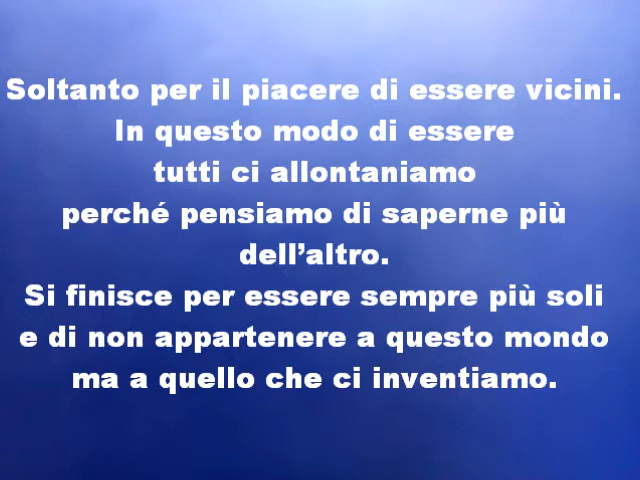 Soltanto per il piacere di essere vicini.
In questo modo di essere
tutti ci allontaniamo
perché pensiamo di saperne più
dell’altro.
Si finisce per essere sempre più soli
e di non appartenere a questo mondo
ma a quello che ci inventiamo.